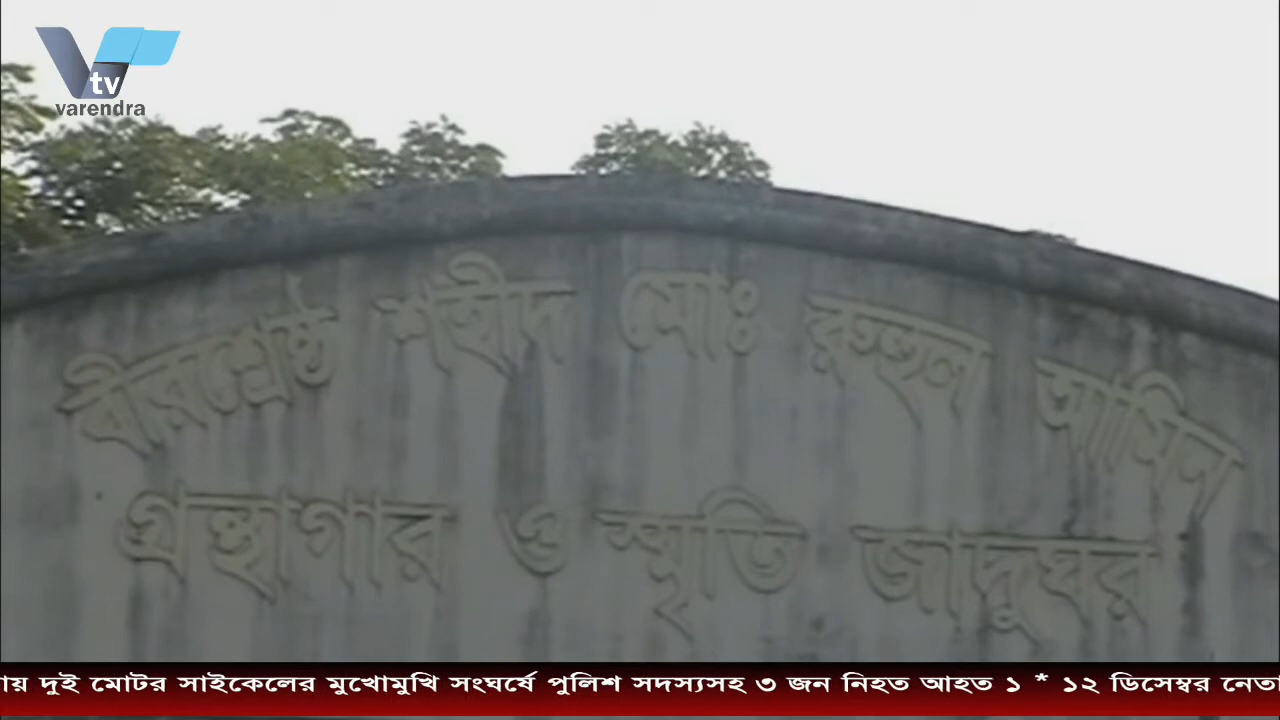 tv
varendra
বীরশ্রেষ্ঠ শহীদ মোঃ রুহুল আমিন
গ্রন্থাগার ও স্মৃতি জাদুঘর
য় দুই মোটর সাইকেলের মুখোমুখি সংঘর্ষে পুলিশ সদস্যসহ ৩ জন নিহত আহত ১ * ১২ ডিসেম্বর নেতা